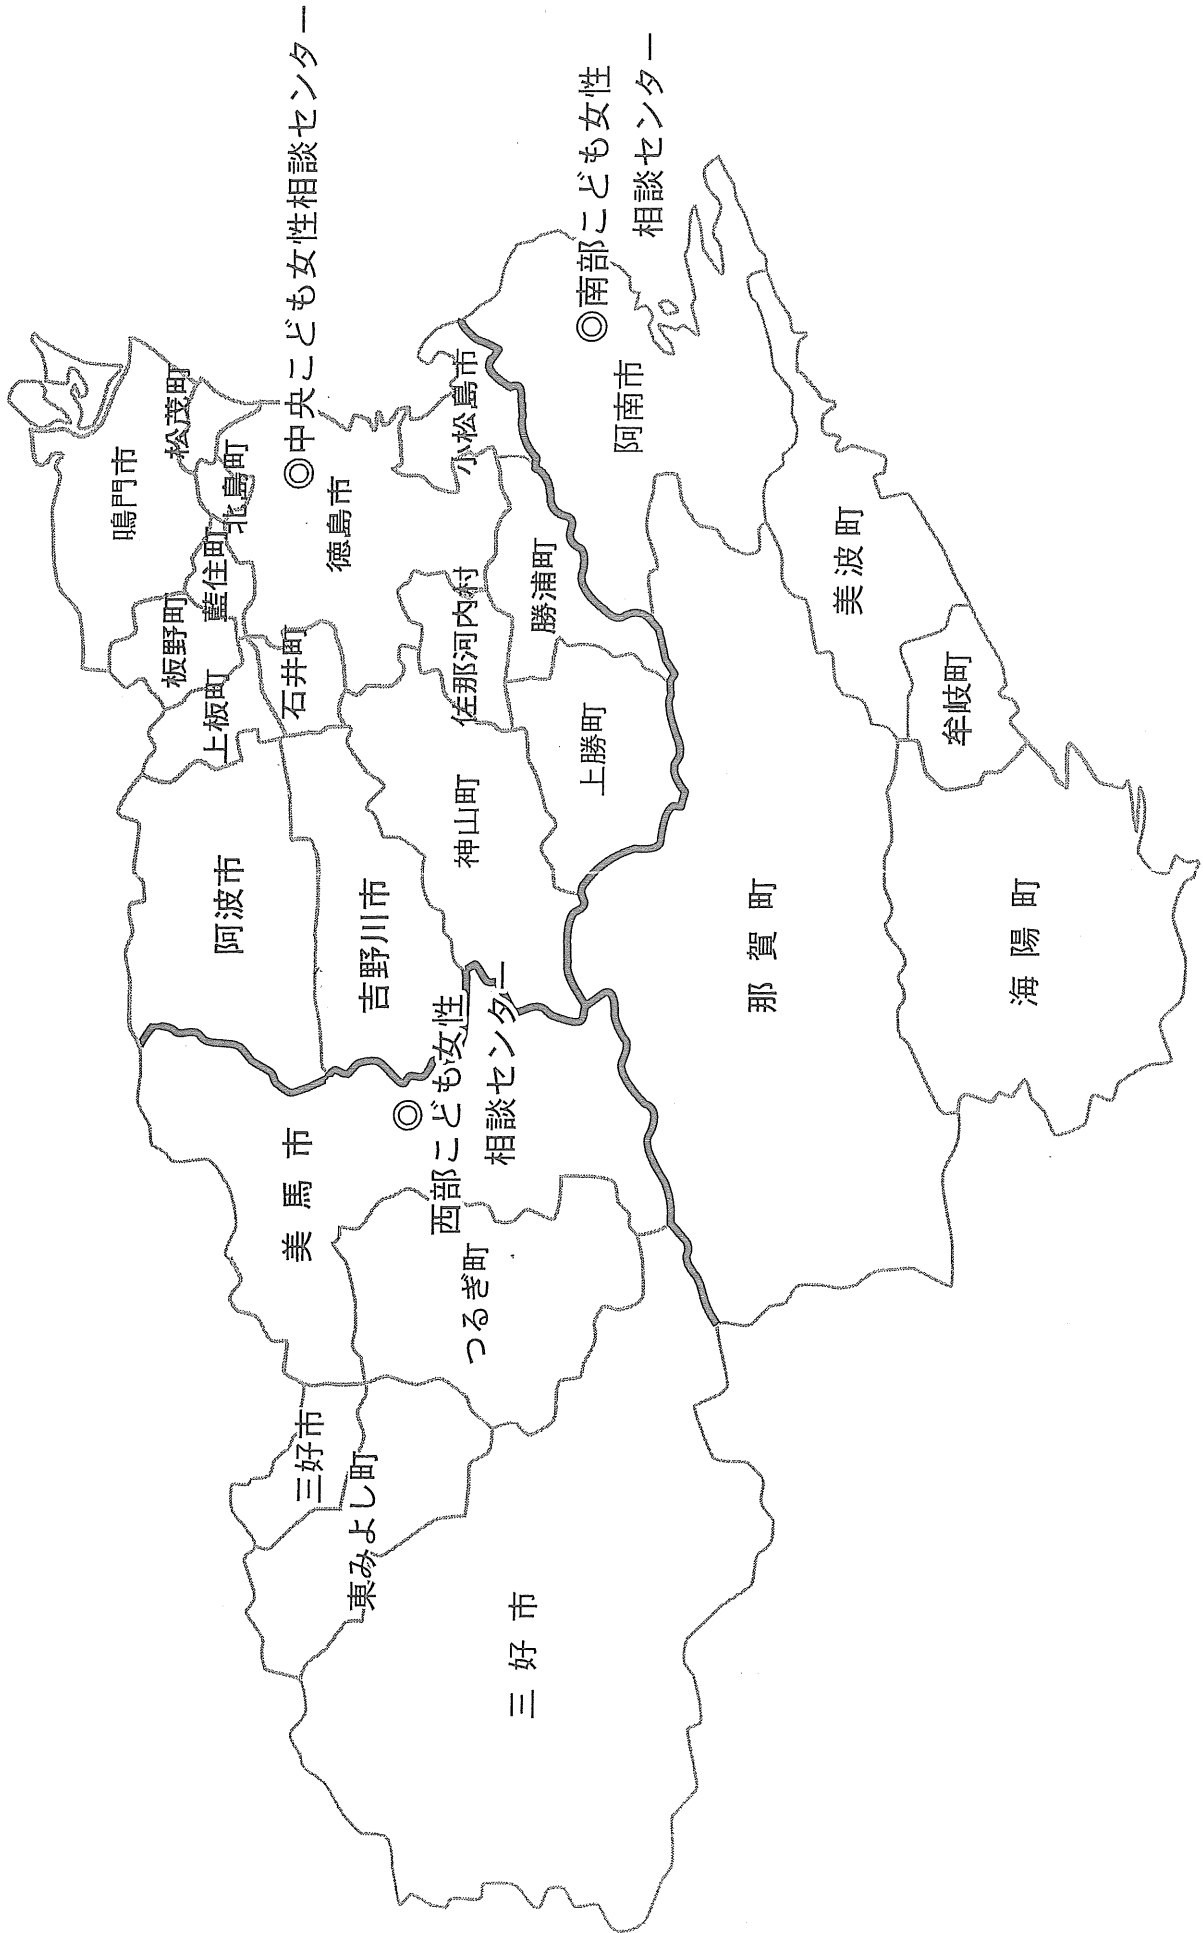 鳴門市
松茂町
北島町
藍住町
板野町
上板町
◎中央こども女性相談センター
徳島市
石井町
阿波市
吉野川市
小松島市
佐那河内村
勝浦町
神山町
上勝町
◎南部こども女性
相談センター
阿南市
那賀町
美波町
牟岐町
海陽町
美馬市
◎
西部こども女性
相談センター
つるぎ町
三好市
東みよし町
三好市